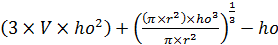 (3 × V × ho²) + (((π×r²)×ho³)/(π×r²))^(1/3) − ho